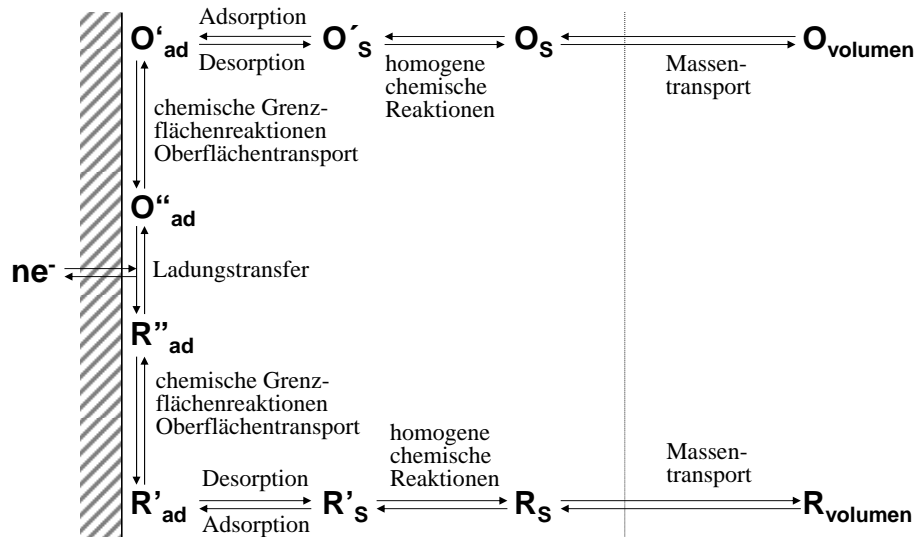 Adsorption
O‘ad O´S OS Ovolumen
Desorption homogene Massen-
chemische transport
Reaktionen
chemische Grenz-
flächenreaktionen
Oberflächentransport
O“ad
ne- Ladungstransfer
R”ad
chemische Grenz-
flächenreaktionen
Oberflächentransport
homogene
chemische Massen-
Desorption Reaktionen transport
R’ad R’S RS Rvolumen
Adsorption